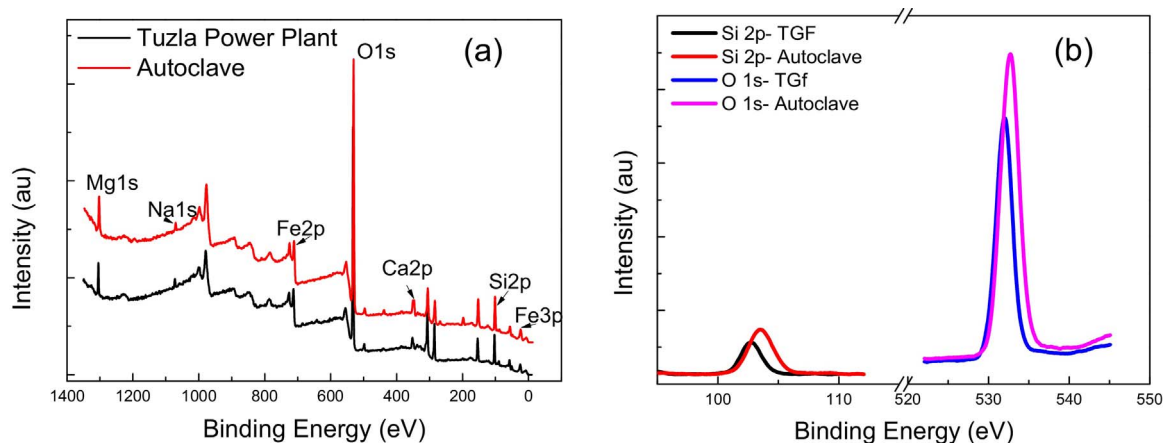 Tuzla Power Plant
Autoclave
(a)
O1s
Mg1s
Na1s
Fe2p
Ca2p
Si2p
Fe3p
Intensity (au)
1400 1200 1000 800 600 400 200 0
Binding Energy (eV)
Si 2p- TGF
Si 2p- Autoclave
O 1s- TGf
O 1s- Autoclave
(b)
Intensity (au)
100 110 520 530 540 550
Binding Energy (eV)